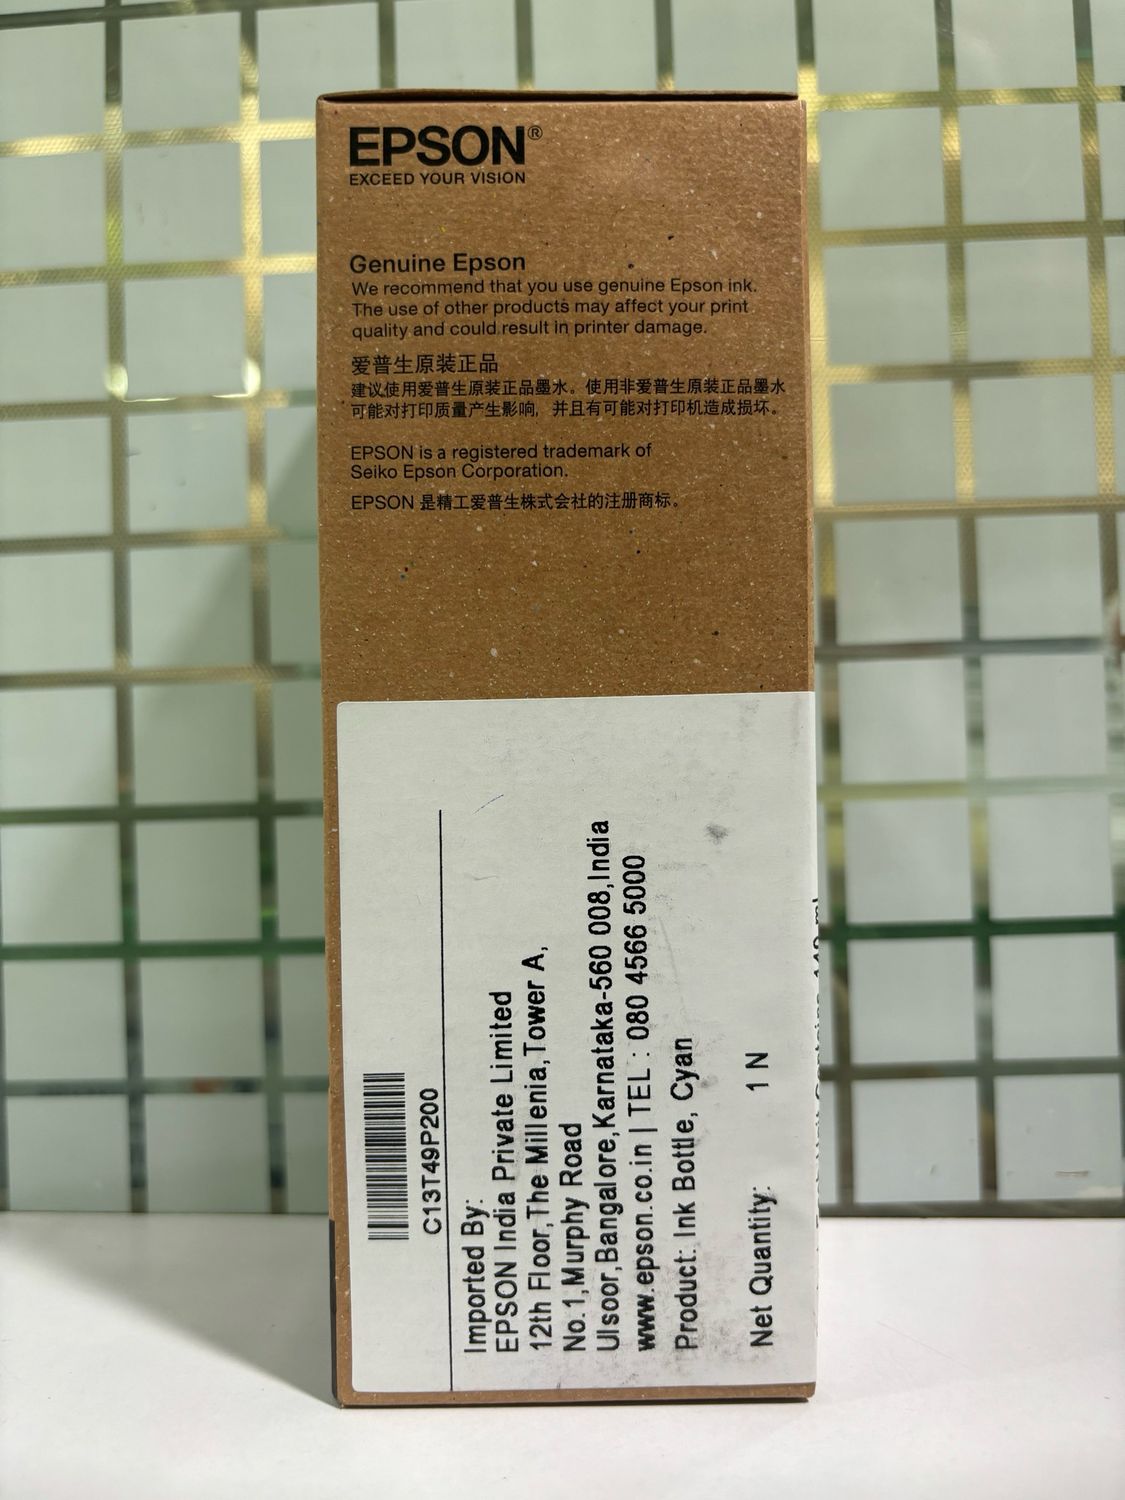 EPSON®
EXCEED YOUR VISION
Genuine Epson
We recommend that you use genuine Epson ink.
The use of other products may affect your print
quality and could result in printer damage.
爱普生原装正品
建议使用爱普生原装正品墨水。使用非爱普生原装正品墨水
可能对打印质量产生影响，并且有可能对打印机造成损坏。
EPSON is a registered trademark of
Seiko Epson Corporation.
EPSON 是精工爱普生株式会社的注册商标。
C13T49P200
Imported By:
EPSON India Private Limited
12th Floor,The Millenia,Tower A,
No.1,Murphy Road
Ulsoor,Bangalore,Karnataka-560 008,India
www.epson.co.in | TEL : 080 4566 5000
Product: Ink Bottle, Cyan
Net Quantity: 1 N